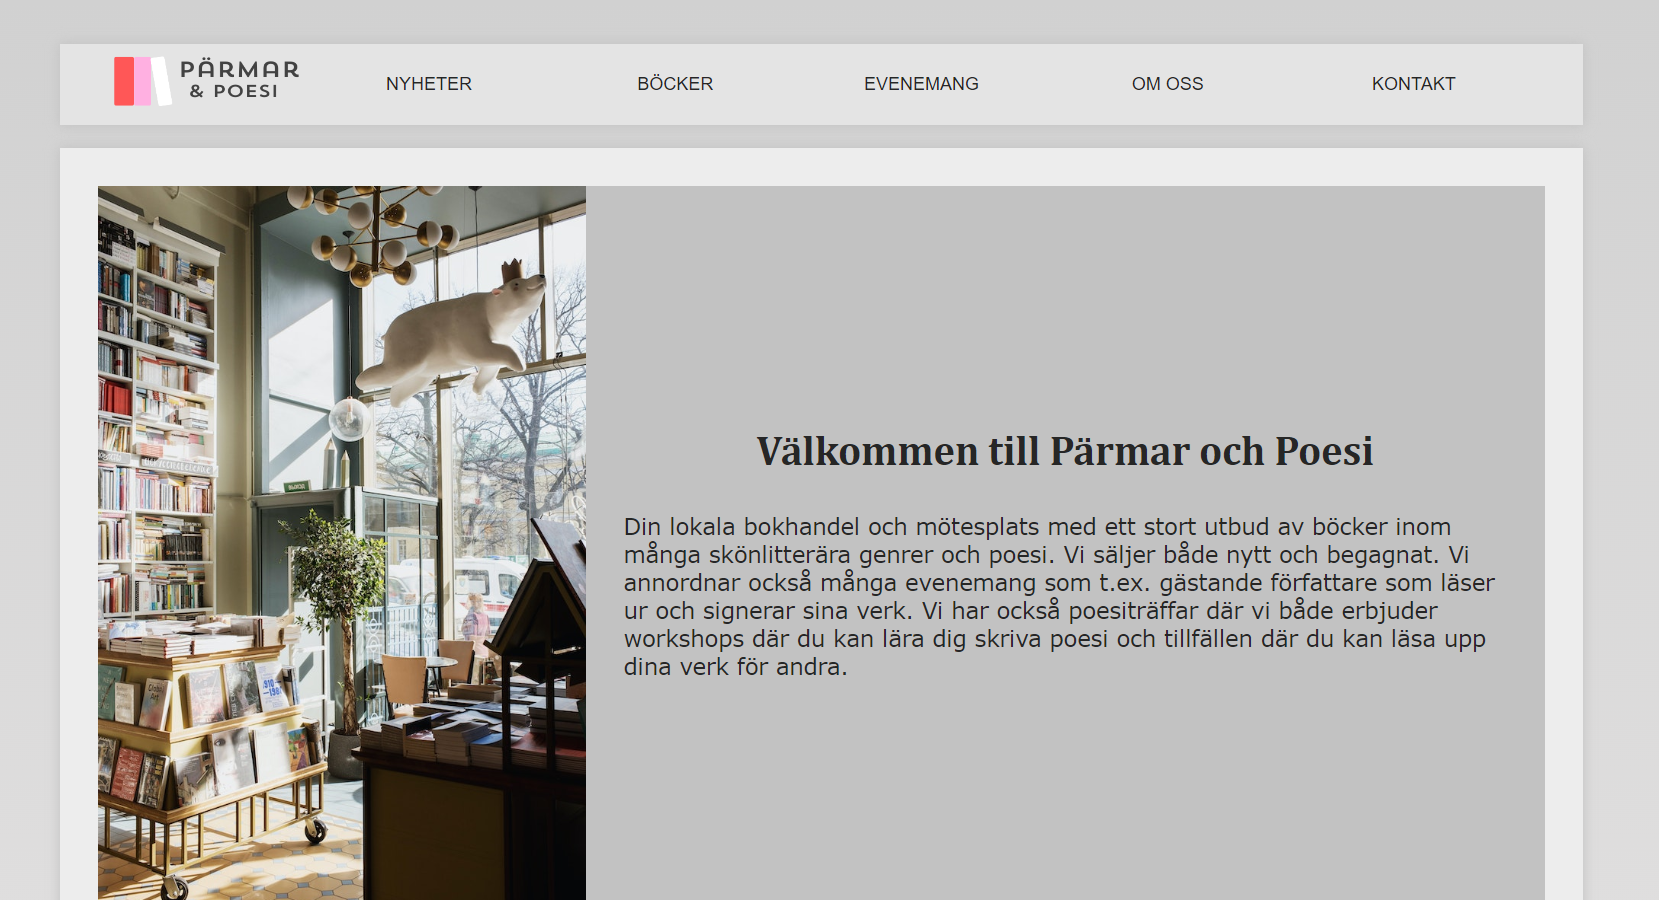 PÄRMAR
& POESI
NYHETER BÖCKER EVENEMANG OM OSS KONTAKT
Välkommen till Pärmar och Poesi
Din lokala bokhandel och mötesplats med ett stort utbud av böcker inom
många skönlitterära genrer och poesi. Vi säljer både nytt och begagnat. Vi
annordnar också många evenemang som t.ex. gästande författare som läser
ur och signerar sina verk. Vi har också poesiträffar där vi både erbjuder
workshops där du kan lära dig skriva poesi och tillfällen där du kan läsa upp
dina verk för andra.